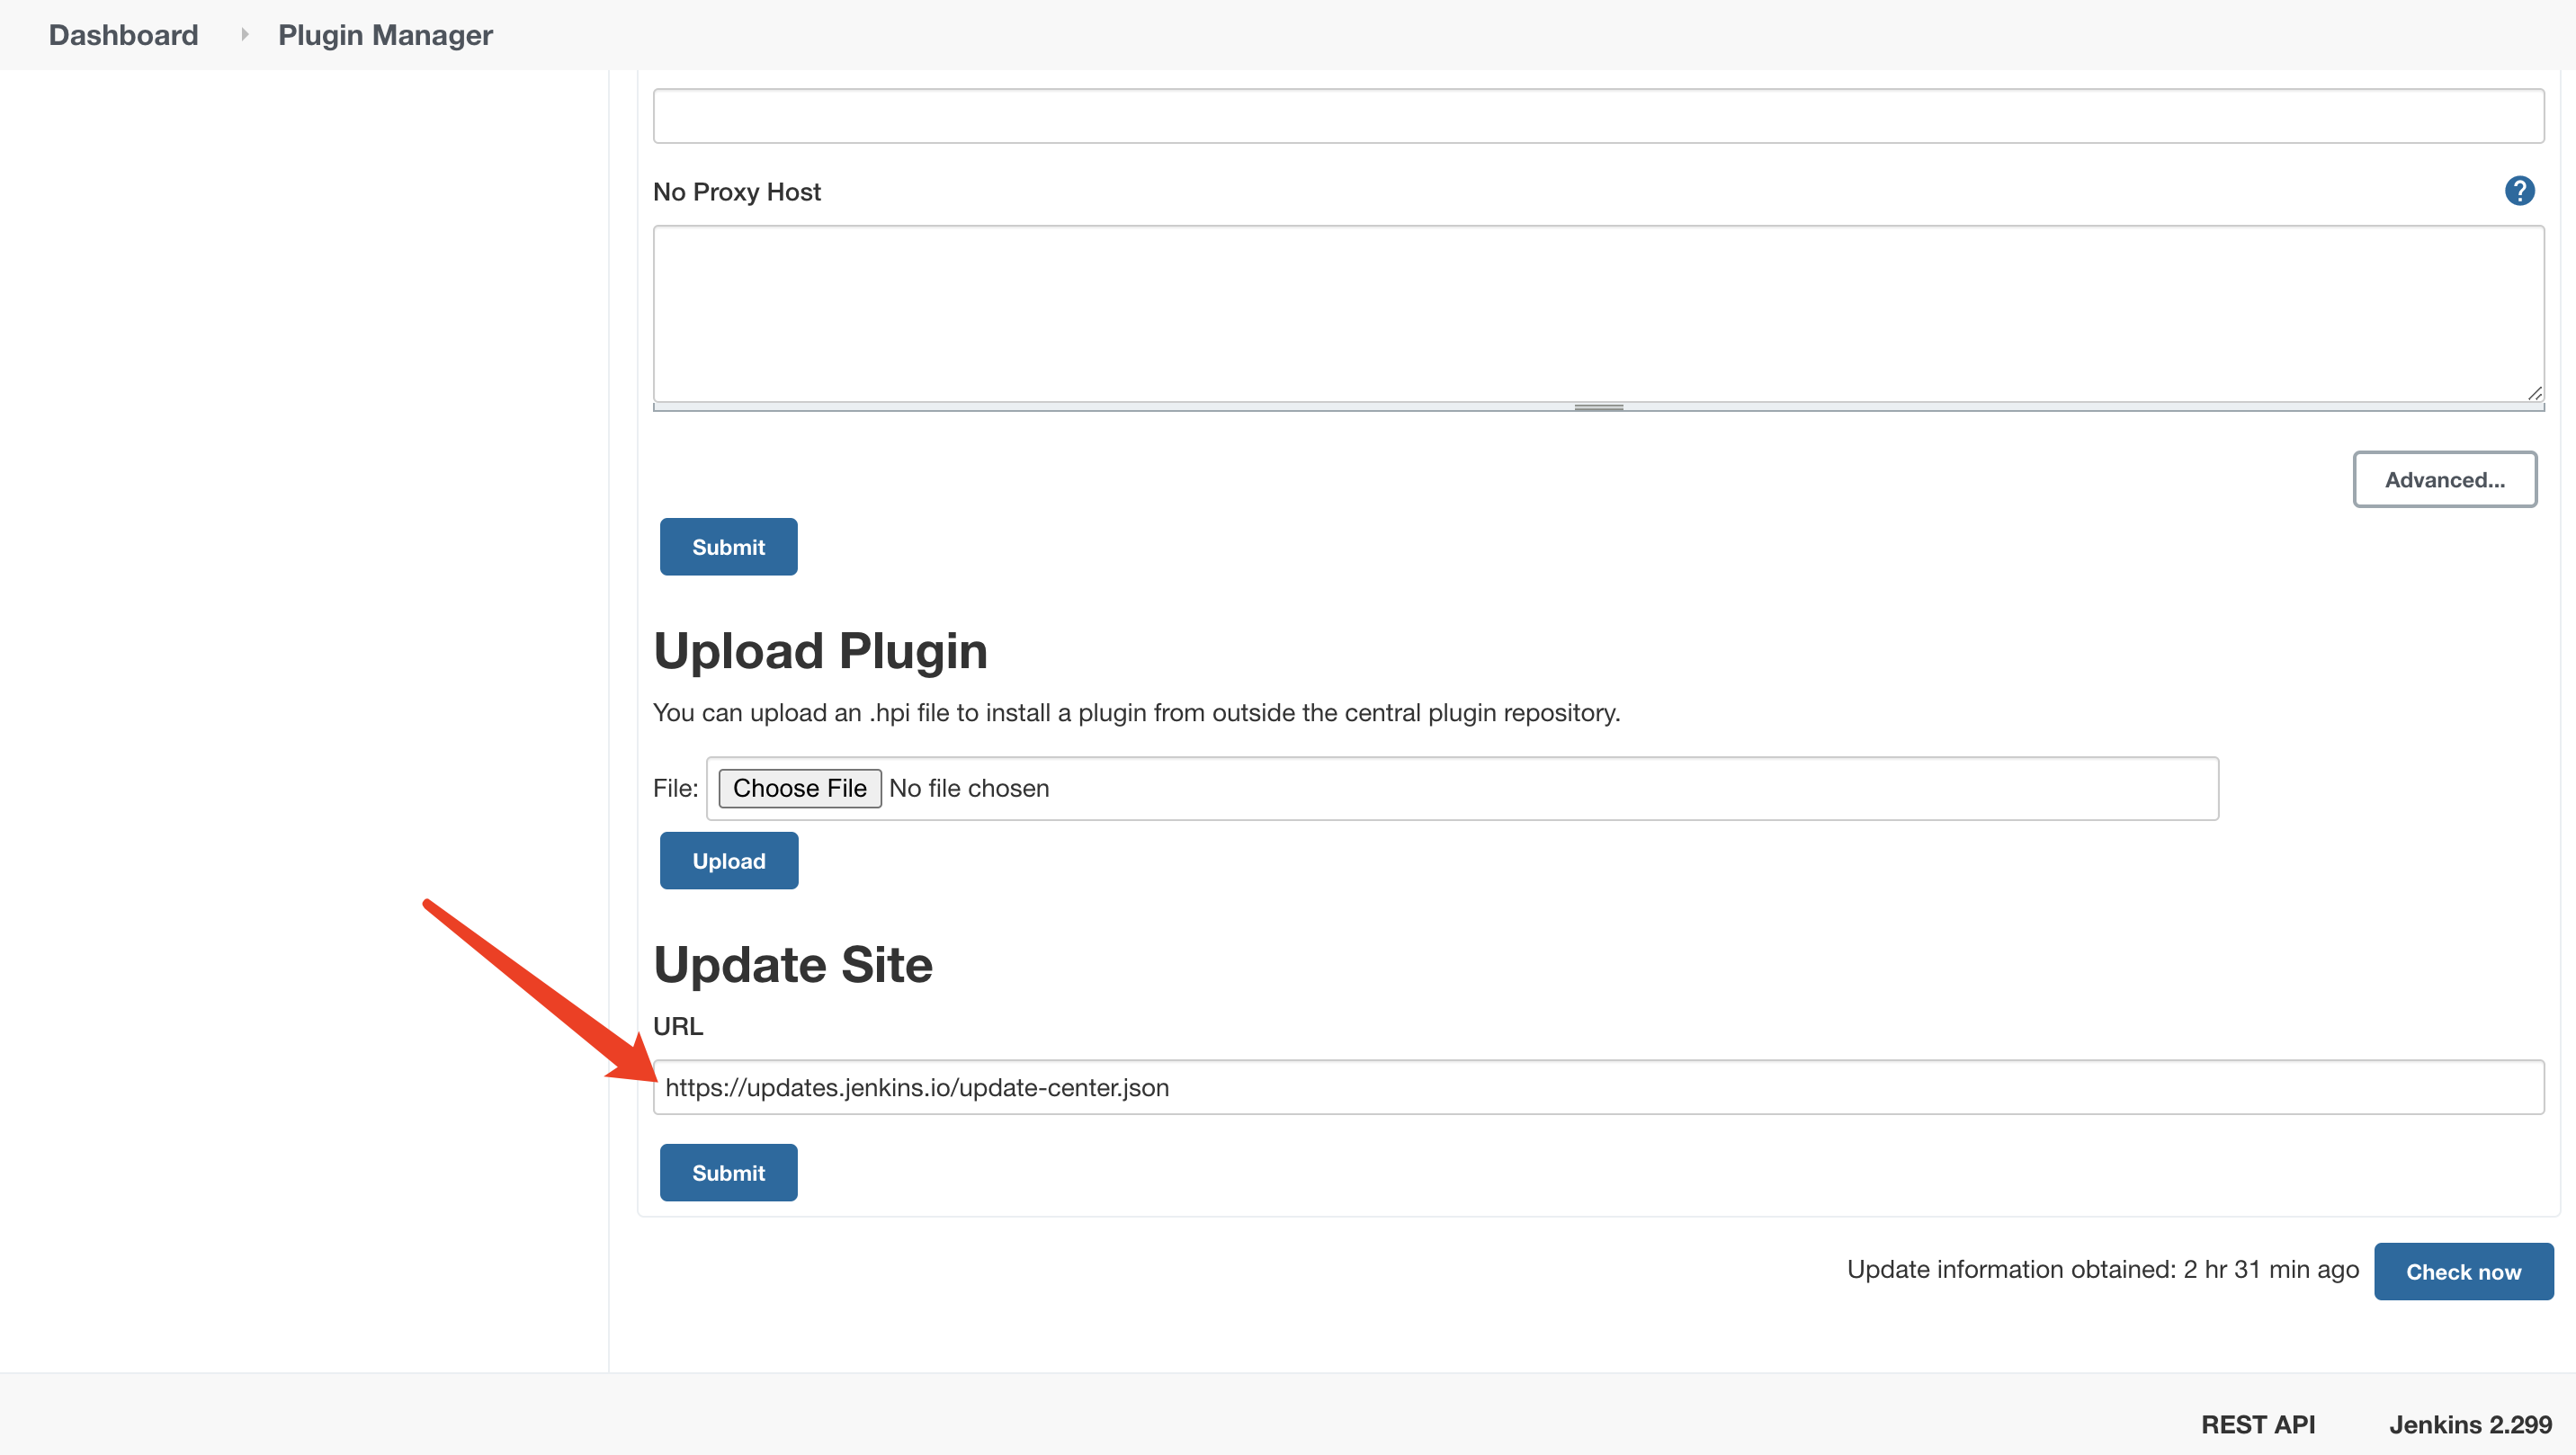 Dashboard Plugin Manager
No Proxy Host
?
Advanced...
Submit
Upload Plugin
You can upload an .hpi file to install a plugin from outside the central plugin repository.
File: Choose File No file chosen
Upload
Update Site
URL
https://updates.jenkins.io/update-center.json
Submit
Update information obtained: 2 hr 31 min ago Check now
REST API Jenkins 2.299